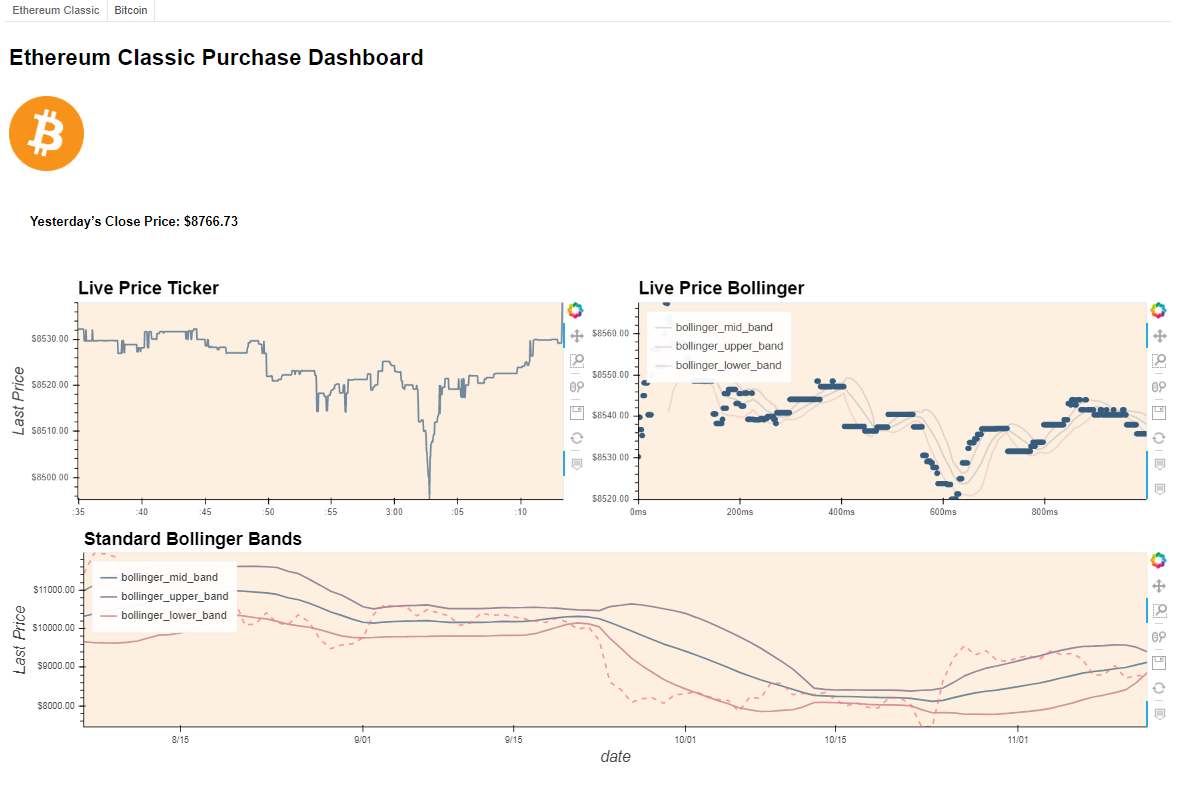 Ethereum Classic Bitcoin
Ethereum Classic Purchase Dashboard
Yesterday's Close Price: $8766.73
Live Price Ticker
Last Price
$8530.00
$8520.00
$8510.00
$8500.00
:35 :40 :45 :50 :55 3:00 :05 :10
Live Price Bollinger
$8560.00
$8550.00
$8540.00
$8530.00
$8520.00
bollinger_mid_band
bollinger_upper_band
bollinger_lower_band
0ms 200ms 400ms 600ms 800ms
Standard Bollinger Bands
Last Price
$11000.00
$10000.00
$9000.00
$8000.00
bollinger_mid_band
bollinger_upper_band
bollinger_lower_band
8/15 9/01 9/15 10/01 10/15 11/01
date